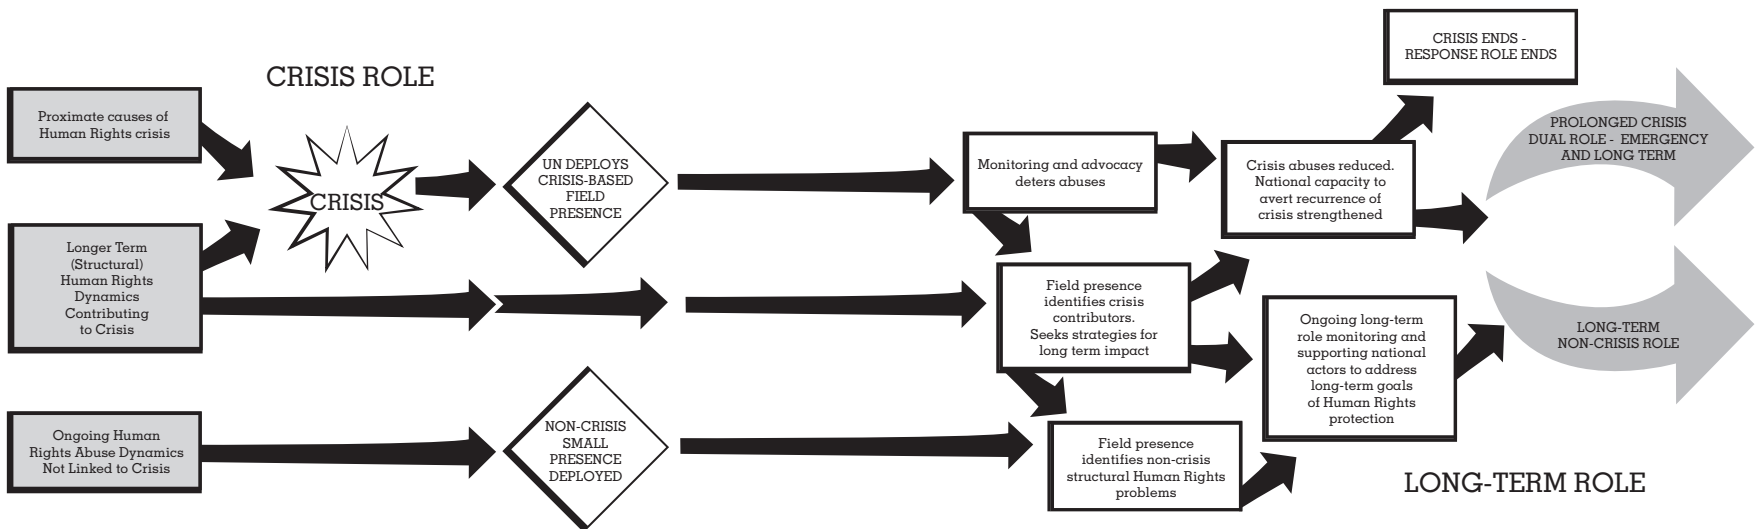 CRISIS ROLE
Proximate causes of
Human Rights crisis
Longer Term
(Structural)
Human Rights
Dynamics
Contributing
to Crisis
Ongoing Human
Rights Abuse Dynamics
Not Linked to Crisis
CRISIS
UN DEPLOYS
CRISIS-BASED
FIELD
PRESENCE
NON-CRISIS
SMALL
PRESENCE
DEPLOYED
Monitoring and advocacy
deters abuses
Field presence
identifies crisis
contributors.
Seeks strategies for
long term impact
Field presence
identifies non-crisis
structural Human Rights
problems
Crisis abuses reduced.
National capacity to
avert recurrence of
crisis strengthened
Ongoing long-term
role monitoring and
supporting national
actors to address
long-term goals
of Human Rights
protection
CRISIS ENDS -
RESPONSE ROLE ENDS
PROLONGED CRISIS
DUAL ROLE - EMERGENCY
AND LONG TERM
LONG-TERM
NON-CRISIS ROLE
LONG-TERM ROLE